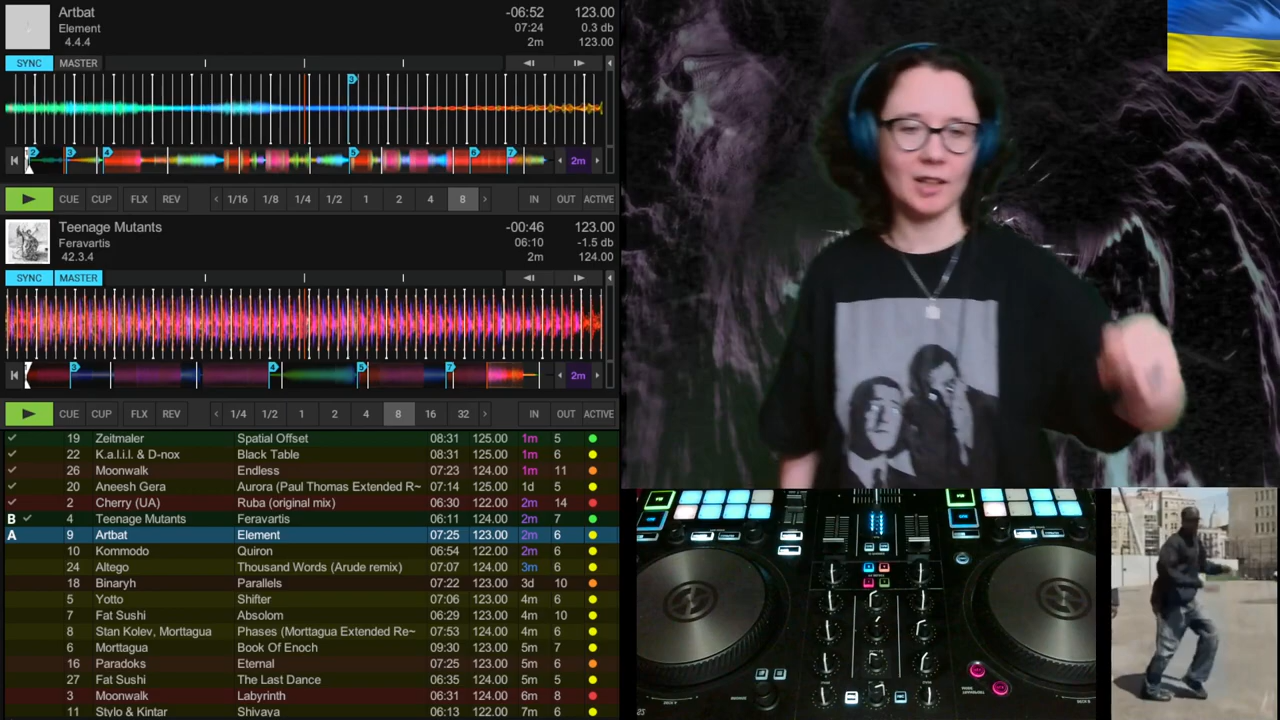 Artbat -06:52 123.00
Element 07:24 0.3 db
4.4.4 2m 123.00
SYNC MASTER
3
2 3 4 5 6 7 2m
CUE CUP FLX REV 1/16 1/8 1/4 1/2 1 2 4 8 IN OUT ACTIVE
Teenage Mutants -00:46 123.00
Feravartis 06:10 -1.5 db
42.3.4 2m 124.00
SYNC MASTER
3 4 5 7 2m
CUE CUP FLX REV 1/4 1/2 1 2 4 8 16 32 IN OUT ACTIVE
19 Zeitmaler Spatial Offset 08:31 125.00 1m 5
22 K.a.l.i.l. & D-nox Black Table 08:31 125.00 1m 6
26 Moonwalk Endless 07:23 124.00 1m 11
20 Aneesh Gera Aurora (Paul Thomas Extended R~ 07:14 125.00 1d 5
2 Cherry (UA) Ruba (original mix) 06:30 122.00 2m 14
B 4 Teenage Mutants Feravartis 06:11 124.00 2m 7
A 9 Artbat Element 07:25 123.00 2m 6
10 Kommodo Quiron 06:54 122.00 2m 6
24 Altego Thousand Words (Arude remix) 07:07 124.00 3m 6
18 Binaryh Parallels 07:22 123.00 3d 10
5 Yotto Shifter 07:06 123.00 4m 6
7 Fat Sushi Absolom 06:29 123.00 4m 10
8 Stan Kolev, Morttagua Phases (Morttagua Extended Re~ 07:53 124.00 4m 6
6 Morttagua Book Of Enoch 09:30 123.00 5m 7
16 Paradoks Eternal 07:25 123.00 5m 6
27 Fat Sushi The Last Dance 06:35 124.00 5m 5
3 Moonwalk Labyrinth 06:31 124.00 6m 8
11 Stylo & Kintar Shivaya 06:13 122.00 7m 6